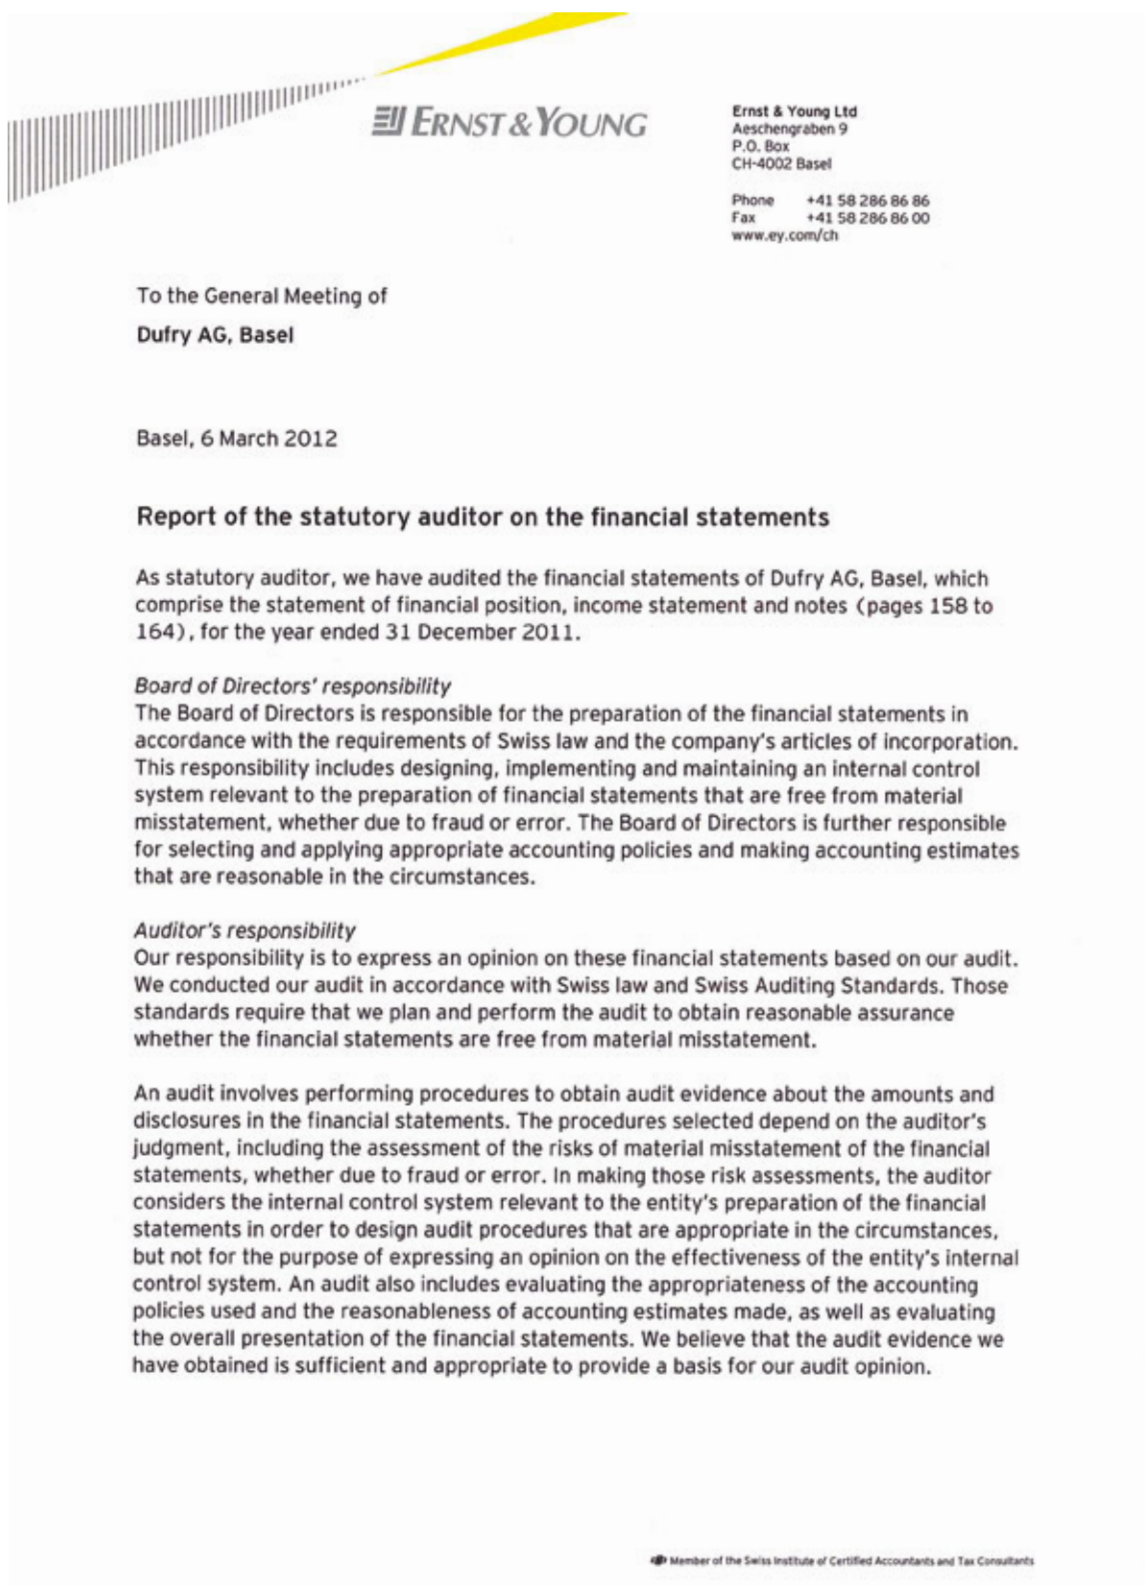 ERNST & YOUNG
Ernst & Young Ltd
Aeschengraben 9
P.O. Box
CH-4002 Basel
Phone +41 58 286 86 86
Fax +41 58 286 86 00
www.ey.com/ch
To the General Meeting of
Dufry AG, Basel
Basel, 6 March 2012
Report of the statutory auditor on the financial statements
As statutory auditor, we have audited the financial statements of Dufry AG, Basel, which
comprise the statement of financial position, income statement and notes (pages 158 to
164), for the year ended 31 December 2011.
Board of Directors' responsibility
The Board of Directors is responsible for the preparation of the financial statements in
accordance with the requirements of Swiss law and the company's articles of incorporation.
This responsibility includes designing, implementing and maintaining an internal control
system relevant to the preparation of financial statements that are free from material
misstatement, whether due to fraud or error. The Board of Directors is further responsible
for selecting and applying appropriate accounting policies and making accounting estimates
that are reasonable in the circumstances.
Auditor's responsibility
Our responsibility is to express an opinion on these financial statements based on our audit.
We conducted our audit in accordance with Swiss law and Swiss Auditing Standards. Those
standards require that we plan and perform the audit to obtain reasonable assurance
whether the financial statements are free from material misstatement.
An audit involves performing procedures to obtain audit evidence about the amounts and
disclosures in the financial statements. The procedures selected depend on the auditor's
judgment, including the assessment of the risks of material misstatement of the financial
statements, whether due to fraud or error. In making those risk assessments, the auditor
considers the internal control system relevant to the entity's preparation of the financial
statements in order to design audit procedures that are appropriate in the circumstances,
but not for the purpose of expressing an opinion on the effectiveness of the entity's internal
control system. An audit also includes evaluating the appropriateness of the accounting
policies used and the reasonableness of accounting estimates made, as well as evaluating
the overall presentation of the financial statements. We believe that the audit evidence we
have obtained is sufficient and appropriate to provide a basis for our audit opinion.
Member of the Swiss Institute of Certified Accountants and Tax Consultants